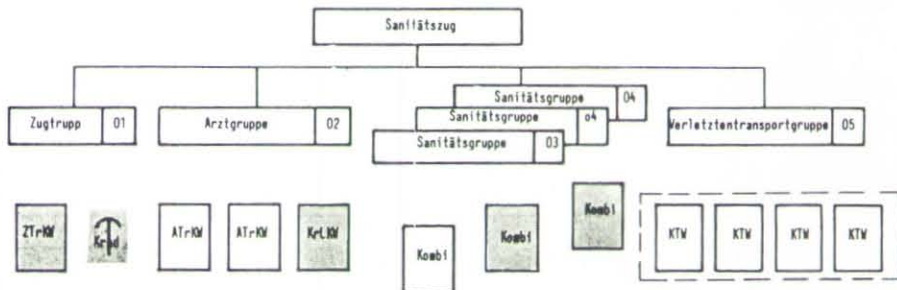 Sanitätszug
Sanitätsgruppe 04
Sanitätsgruppe o4
Zugtrupp 01
Arztgruppe 02
Verletztentransportgruppe 05
Sanitätsgruppe 03
ZTrKW
Krad
ATrKW
ATrKW
KrLKW
Kombi
Kombi
Kombi
KTW
KTW
KTW
KTW